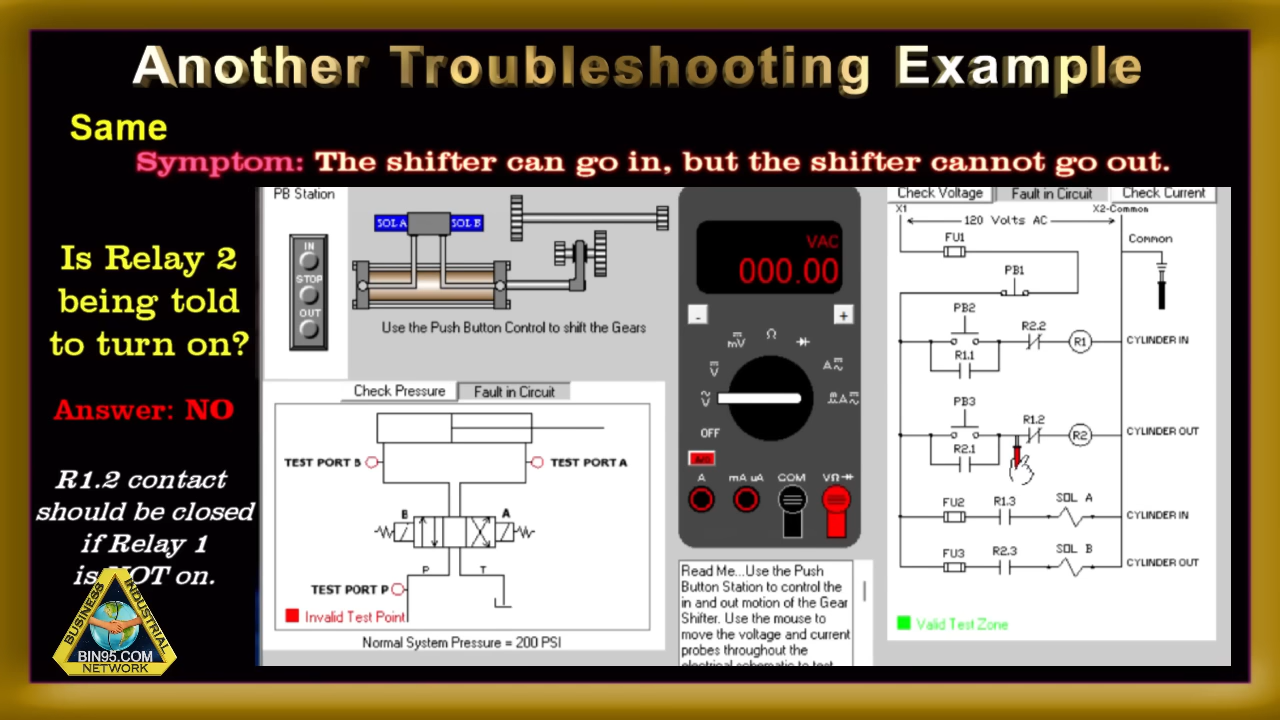 Another Troubleshooting Example
Same
Symptom: The shifter can go in, but the shifter cannot go out.
Is Relay 2
being told
to turn on?
Answer: NO
R1.2 contact
should be closed
if Relay 1
is NOT on.
BUSINESS
INDUSTRIAL
BIN95.COM
NETWORK
PB Station
IN
STOP
OUT
SOL A
SOL B
Use the Push Button Control to shift the Gears
Check Pressure
Fault in Circuit
TEST PORT B
TEST PORT A
B
A
P
T
TEST PORT P
Invalid Test Point
Normal System Pressure = 200 PSI
VAC
000.00
-
+
Ω
mV
V
A
mA
V
OFF
A
mA uA
COM
VΩ
Read Me...Use the Push
Button Station to control the
in and out motion of the Gear
Shifter. Use the mouse to
move the voltage and current
probes throughout the
electrical schematic to test
Check Voltage
Fault in Circuit
Check Current
X1
X2-Common
120 Volts AC
FU1
Common
PB1
PB2
R2.2
R1
CYLINDER IN
R1.1
PB3
R1.2
R2
CYLINDER OUT
R2.1
FU2
R1.3
SOL A
CYLINDER IN
FU3
R2.3
SOL B
CYLINDER OUT
Valid Test Zone